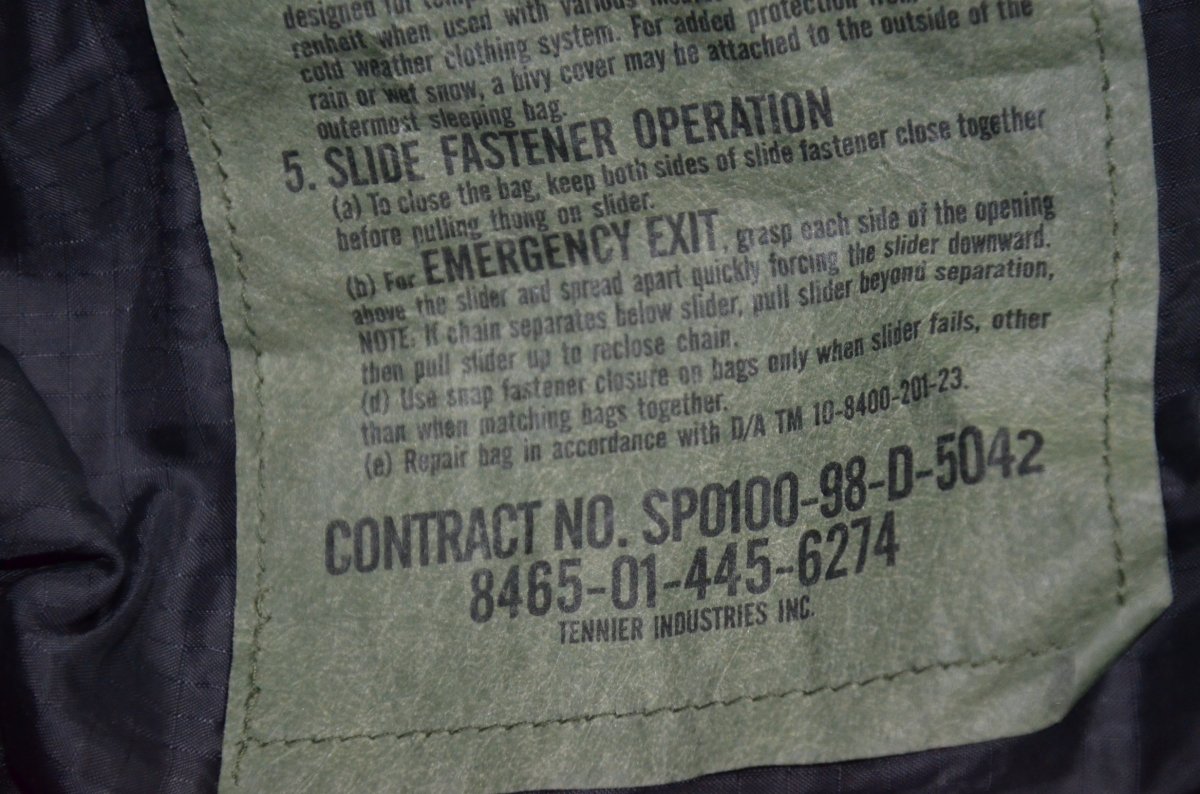 designed for
renheit when used with various
cold weather clothing system. For added protection
rain or wet snow, a bivy cover may be attached to the outside of the
outermost sleeping bag.
5. SLIDE FASTENER OPERATION
(a) To close the bag, keep both sides of slide fastener close together
before pulling thong on slider.
(b) For EMERGENCY EXIT, grasp each side of the opening
above the slider and spread apart quickly forcing the slider downward.
NOTE: If chain separates below slider, pull slider beyond separation,
then pull slider up to reclose chain.
(d) Use snap fastener closure on bags only when slider fails, other
than when matching bags together.
(e) Repair bag in accordance with D/A TM 10-8400-201-23.
CONTRACT NO. SP0100-98-D-5042
8465-01-445-6274
TENNIER INDUSTRIES INC.